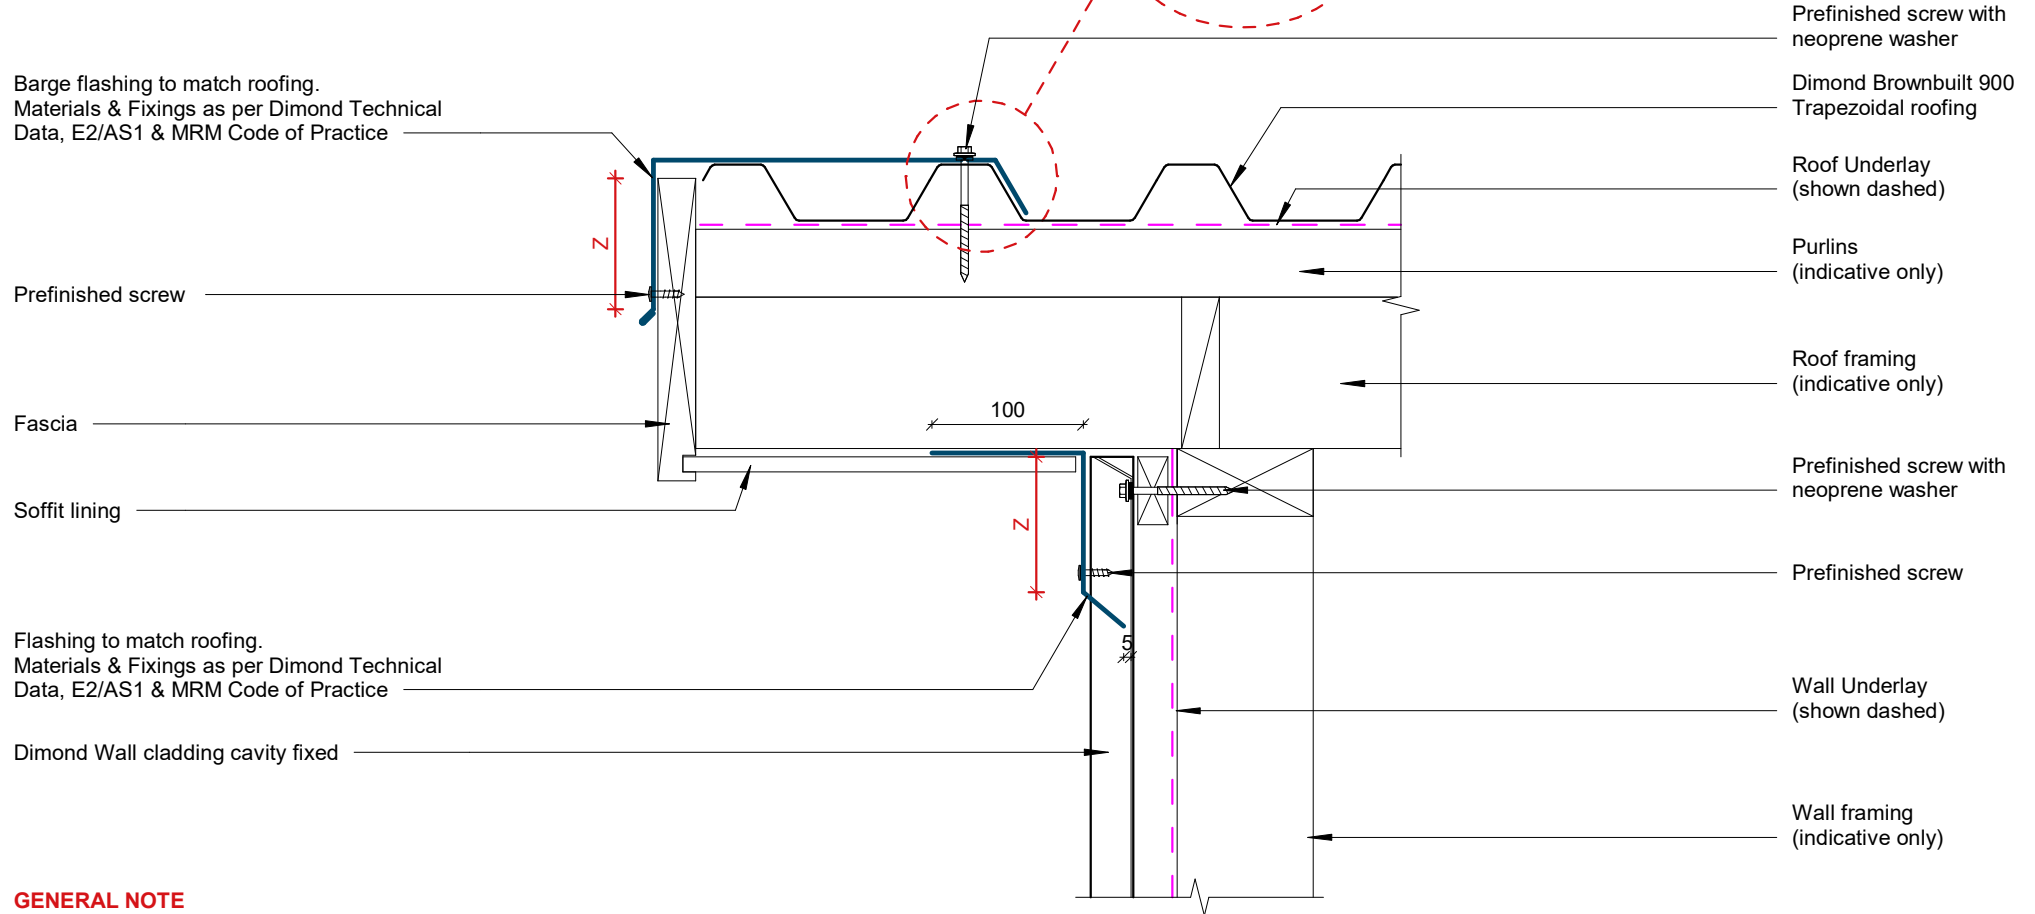 Barge flashing to match roofing.
Materials & Fixings as per Dimond Technical
Data, E2/AS1 & MRM Code of Practice
Prefinished screw
Fascia
Soffit lining
Flashing to match roofing.
Materials & Fixings as per Dimond Technical
Data, E2/AS1 & MRM Code of Practice
Dimond Wall cladding cavity fixed
GENERAL NOTE
Z
100
Z
5
Prefinished screw with
neoprene washer
Dimond Brownbuilt 900
Trapezoidal roofing
Roof Underlay
(shown dashed)
Purlins
(indicative only)
Roof framing
(indicative only)
Prefinished screw with
neoprene washer
Prefinished screw
Wall Underlay
(shown dashed)
Wall framing
(indicative only)